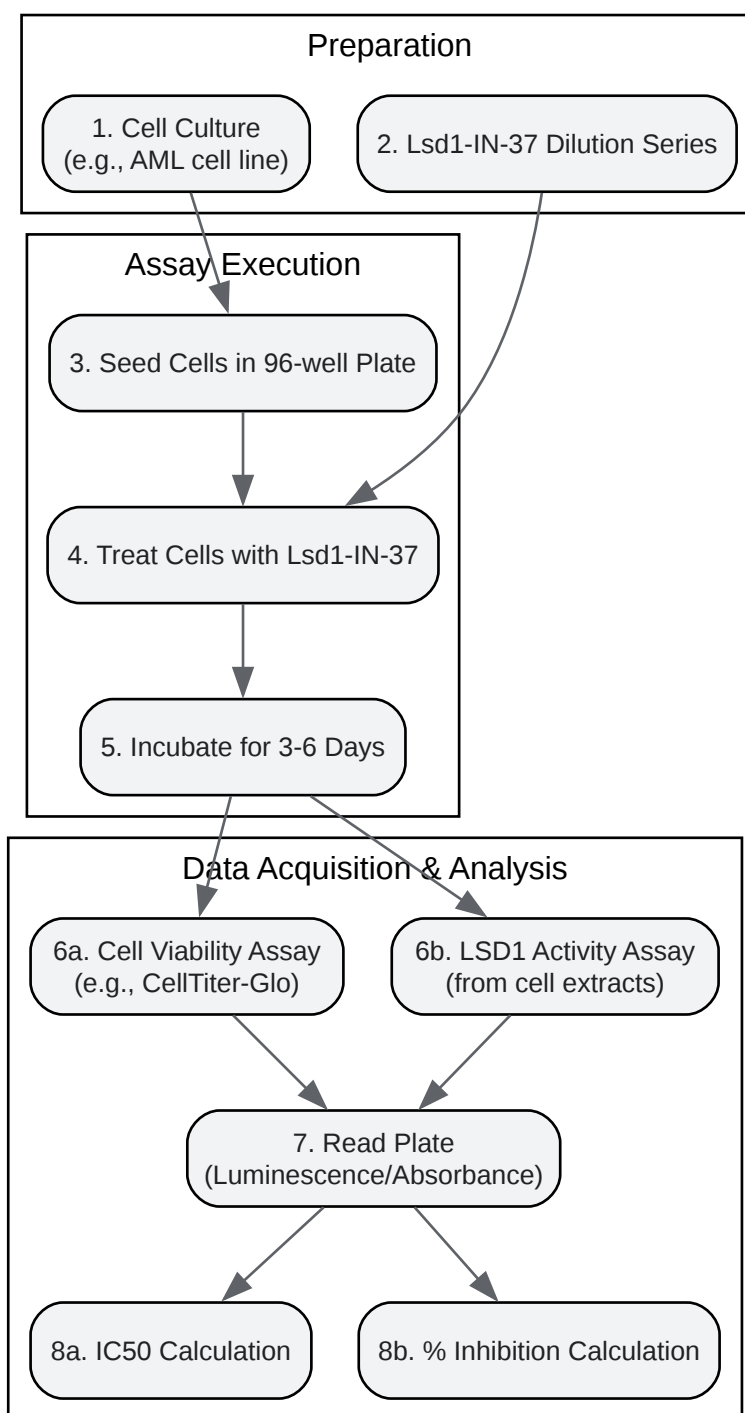 Preparation
1. Cell Culture
(e.g., AML cell line)
2. Lsd1-IN-37 Dilution Series
Assay Execution
3. Seed Cells in 96-well Plate
4. Treat Cells with Lsd1-IN-37
5. Incubate for 3-6 Days
Data Acquisition & Analysis
6a. Cell Viability Assay
(e.g., CellTiter-Glo)
6b. LSD1 Activity Assay
(from cell extracts)
7. Read Plate
(Luminescence/Absorbance)
8a. IC50 Calculation
8b. % Inhibition Calculation